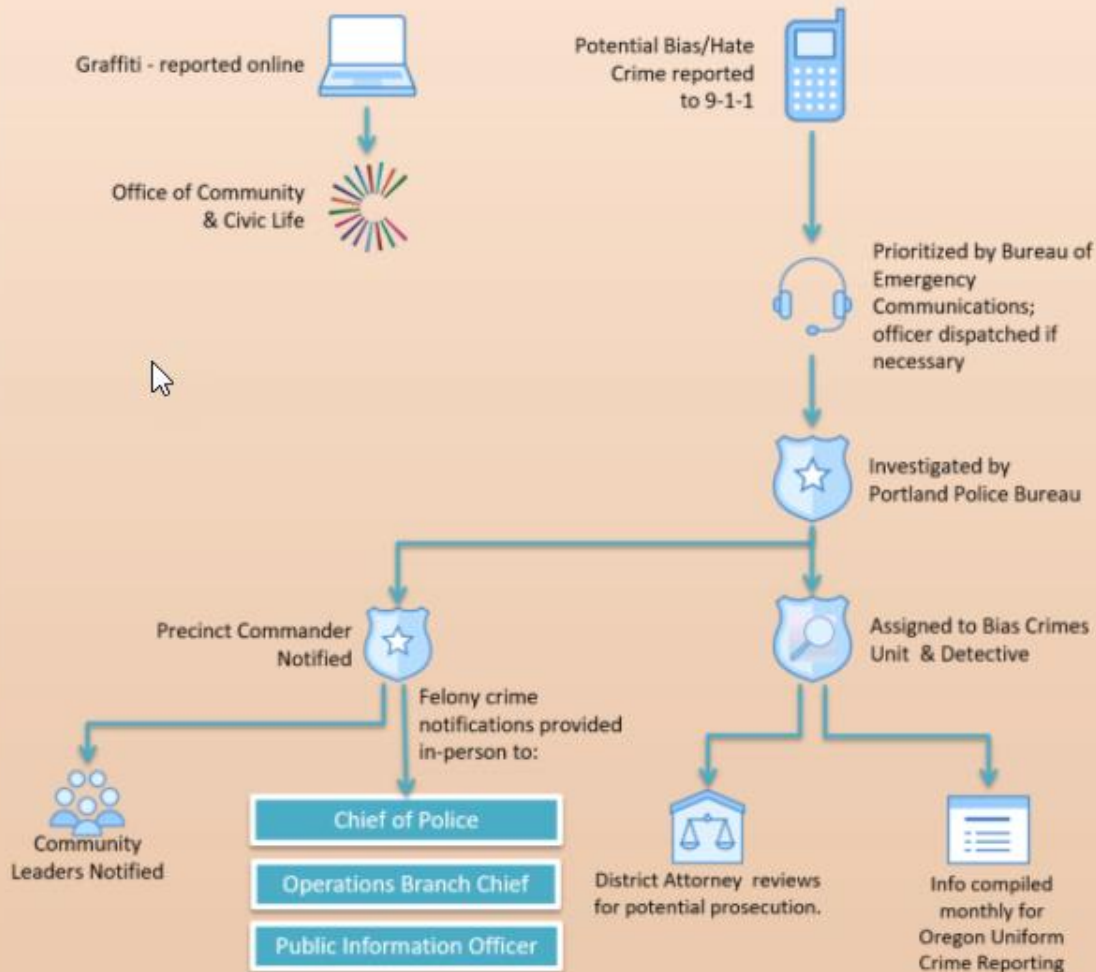 Graffiti - reported online
Office of Community
& Civic Life
Potential Bias/Hate
Crime reported
to 9-1-1
Prioritized by Bureau of
Emergency
Communications;
officer dispatched if
necessary
Investigated by
Portland Police Bureau
Precinct Commander
Notified
Assigned to Bias Crimes
Unit & Detective
Felony crime
notifications provided
in-person to:
Community
Leaders Notified
Chief of Police
Operations Branch Chief
Public Information Officer
District Attorney reviews
for potential prosecution.
Info compiled
monthly for
Oregon Uniform
Crime Reporting